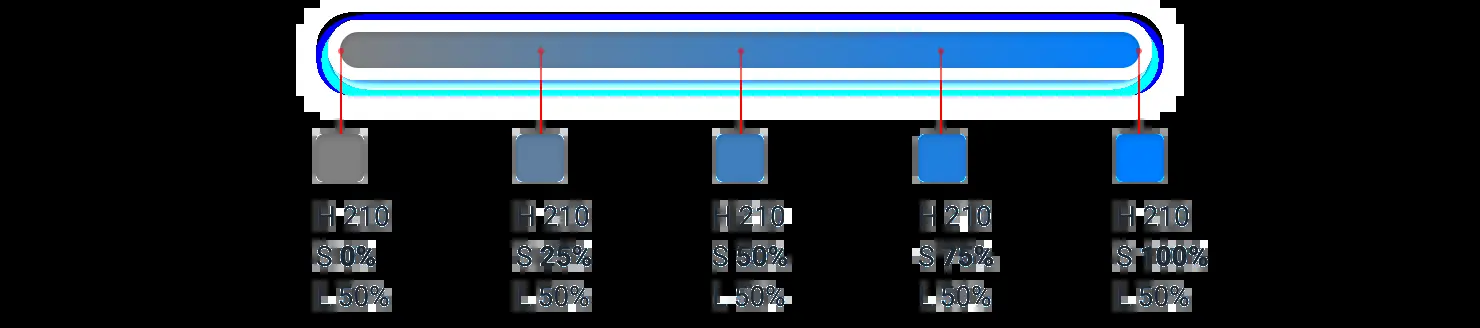 H 210 H 210 H 210 H 210 H 210
S 0% S 25% S 50% S 75% S 100%
L 50% L 50% L 50% L 50% L 50%